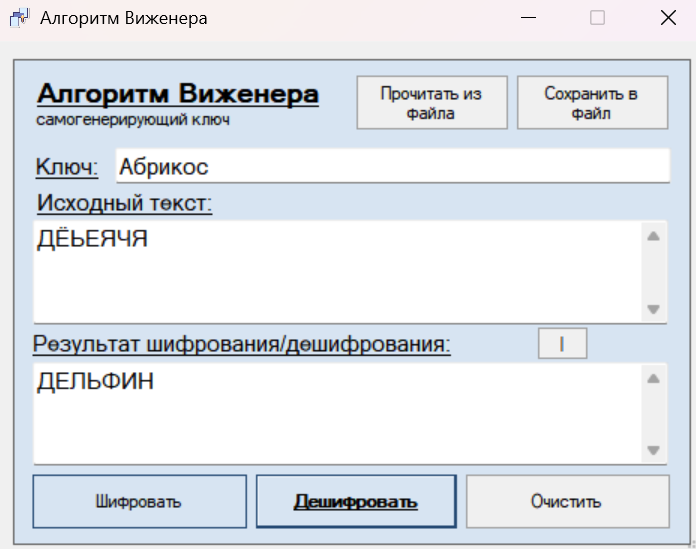 Алгоритм Виженера
Алгоритм Виженера
самогенерирующий ключ
Прочитать из
файла
Сохранить в
файл
Ключ: Абрикос
Исходный текст:
ДЁЬЕЯЧЯ
Результат шифрования/дешифрования:
ДЕЛЬФИН
Шифровать
Дешифровать
Очистить